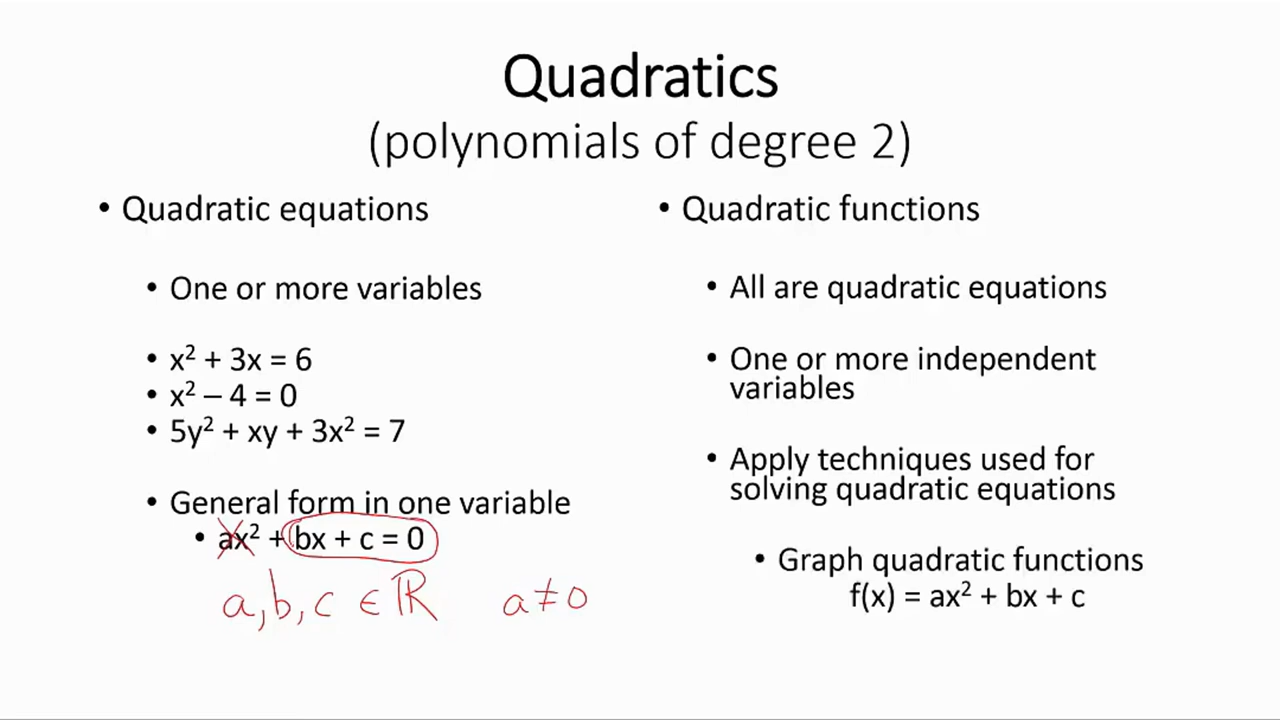 Quadratics
(polynomials of degree 2)
• Quadratic equations
• One or more variables
• x² + 3x = 6
• x² – 4 = 0
• 5y² + xy + 3x² = 7
• General form in one variable
• ax² + bx + c = 0
a, b, c ∈ ℝ a ≠ 0
• Quadratic functions
• All are quadratic equations
• One or more independent
variables
• Apply techniques used for
solving quadratic equations
• Graph quadratic functions
f(x) = ax² + bx + c